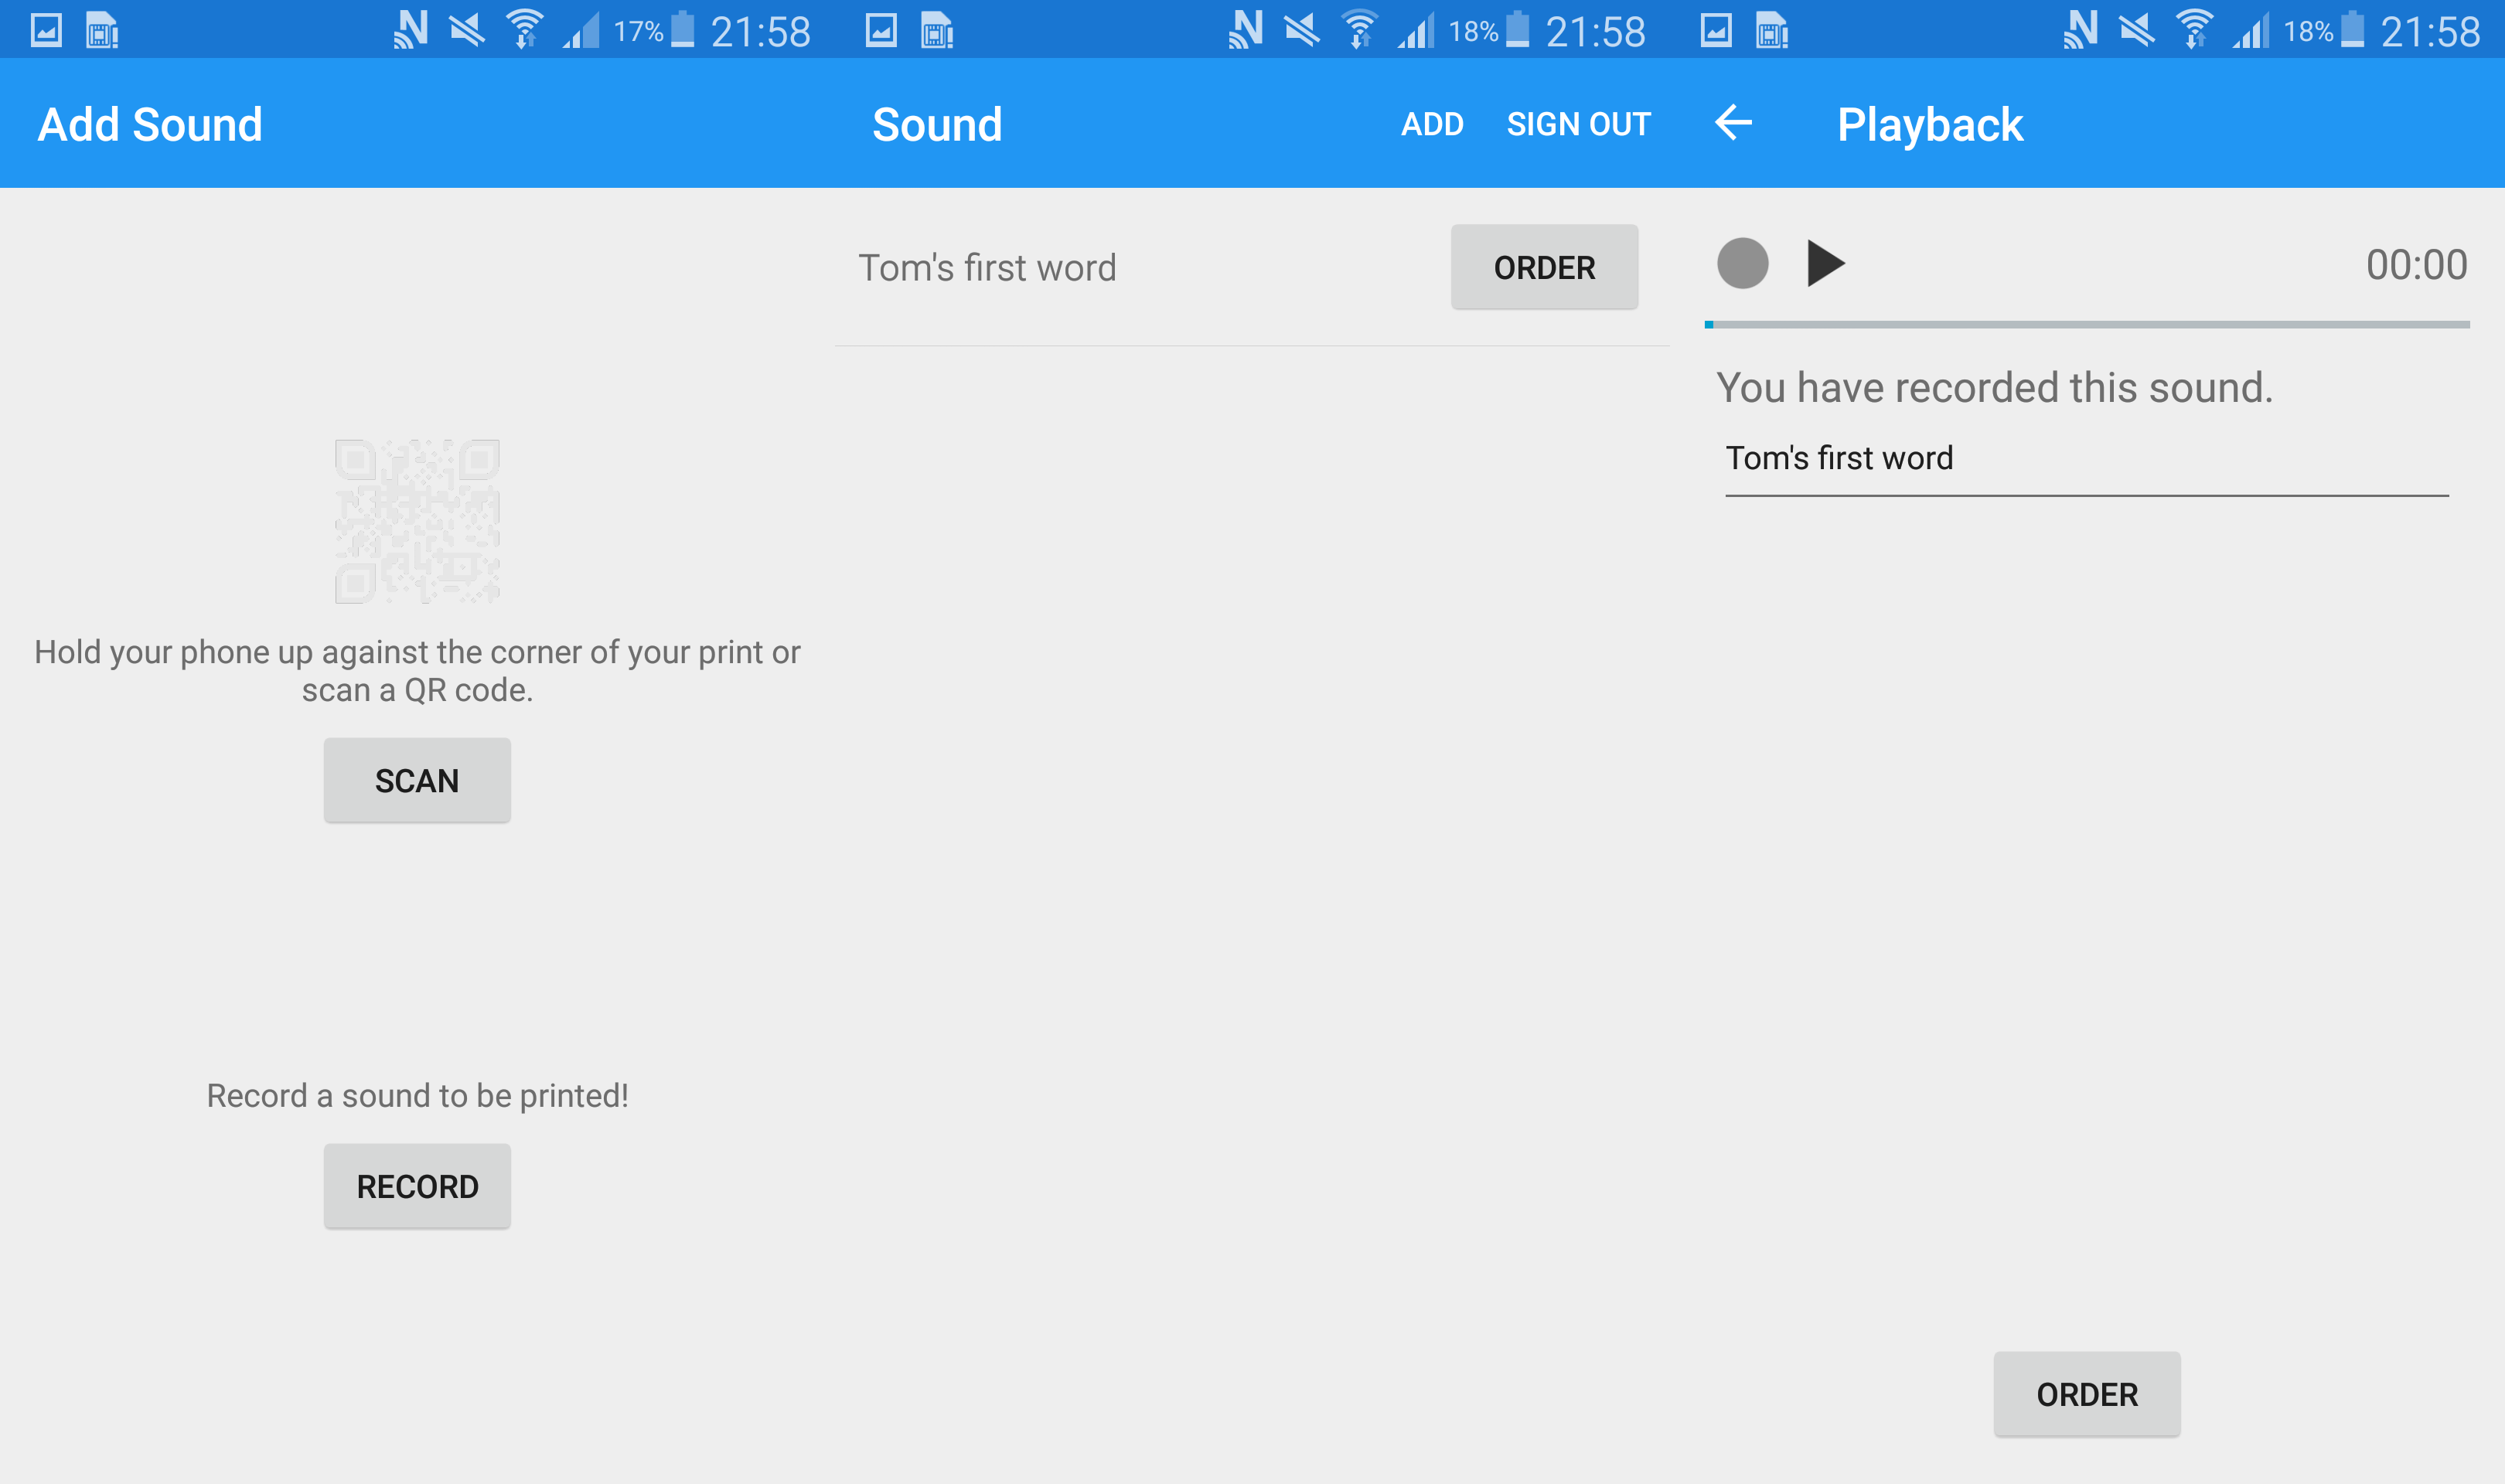 17% 21:58
Add Sound
Hold your phone up against the corner of your print or
scan a QR code.
SCAN
Record a sound to be printed!
RECORD
18% 21:58
Sound ADD SIGN OUT
Tom's first word ORDER
18% 21:58
Playback
00:00
You have recorded this sound.
Tom's first word
ORDER